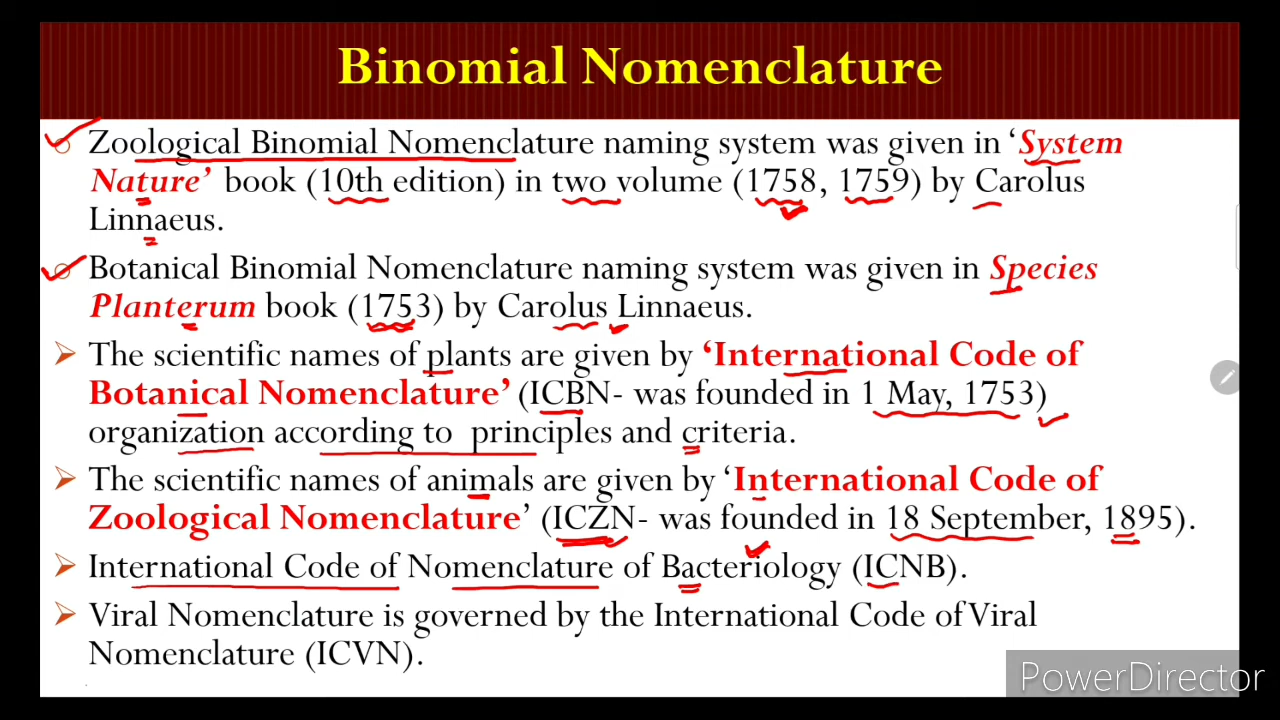 Binomial Nomenclature
Zoological Binomial Nomenclature naming system was given in ‘System
Nature’ book (10th edition) in two volume (1758, 1759) by Carolus
Linnaeus.
Botanical Binomial Nomenclature naming system was given in Species
Planterum book (1753) by Carolus Linnaeus.
The scientific names of plants are given by ‘International Code of
Botanical Nomenclature’ (ICBN- was founded in 1 May, 1753)
organization according to principles and criteria.
The scientific names of animals are given by ‘International Code of
Zoological Nomenclature’ (ICZN- was founded in 18 September, 1895).
International Code of Nomenclature of Bacteriology (ICNB).
Viral Nomenclature is governed by the International Code of Viral
Nomenclature (ICVN).
PowerDirector